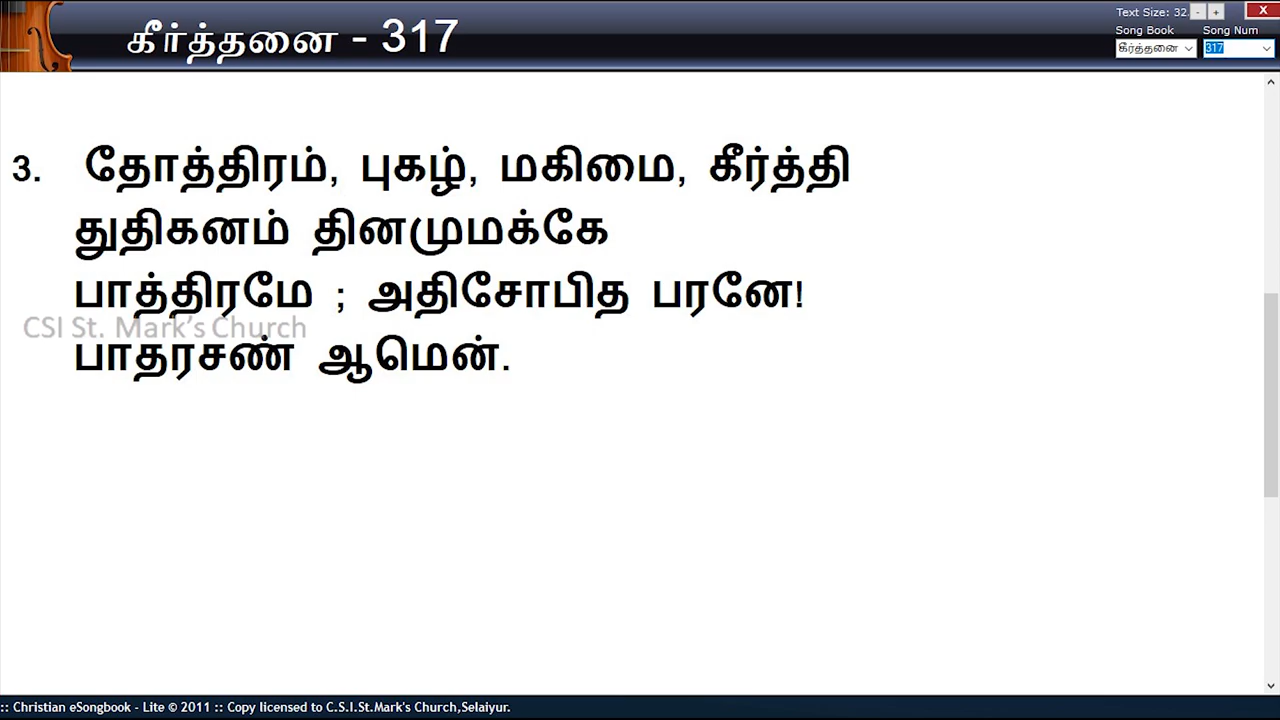 கீர்த்தனை - 317
Text Size: 32 - +
X
Song Book Song Num
கீர்த்தனை 317
3. தோத்திரம், புகழ், மகிமை, கீர்த்தி
துதிகனம் தினமுமக்கே
பாத்திரமே ; அதிசோபித பரனே!
CSI St. Mark's Church
பாதரசண் ஆமென்.
:: Christian eSongbook - Lite © 2011 :: Copy licensed to C.S.I.St.Mark's Church,Selaiyur.